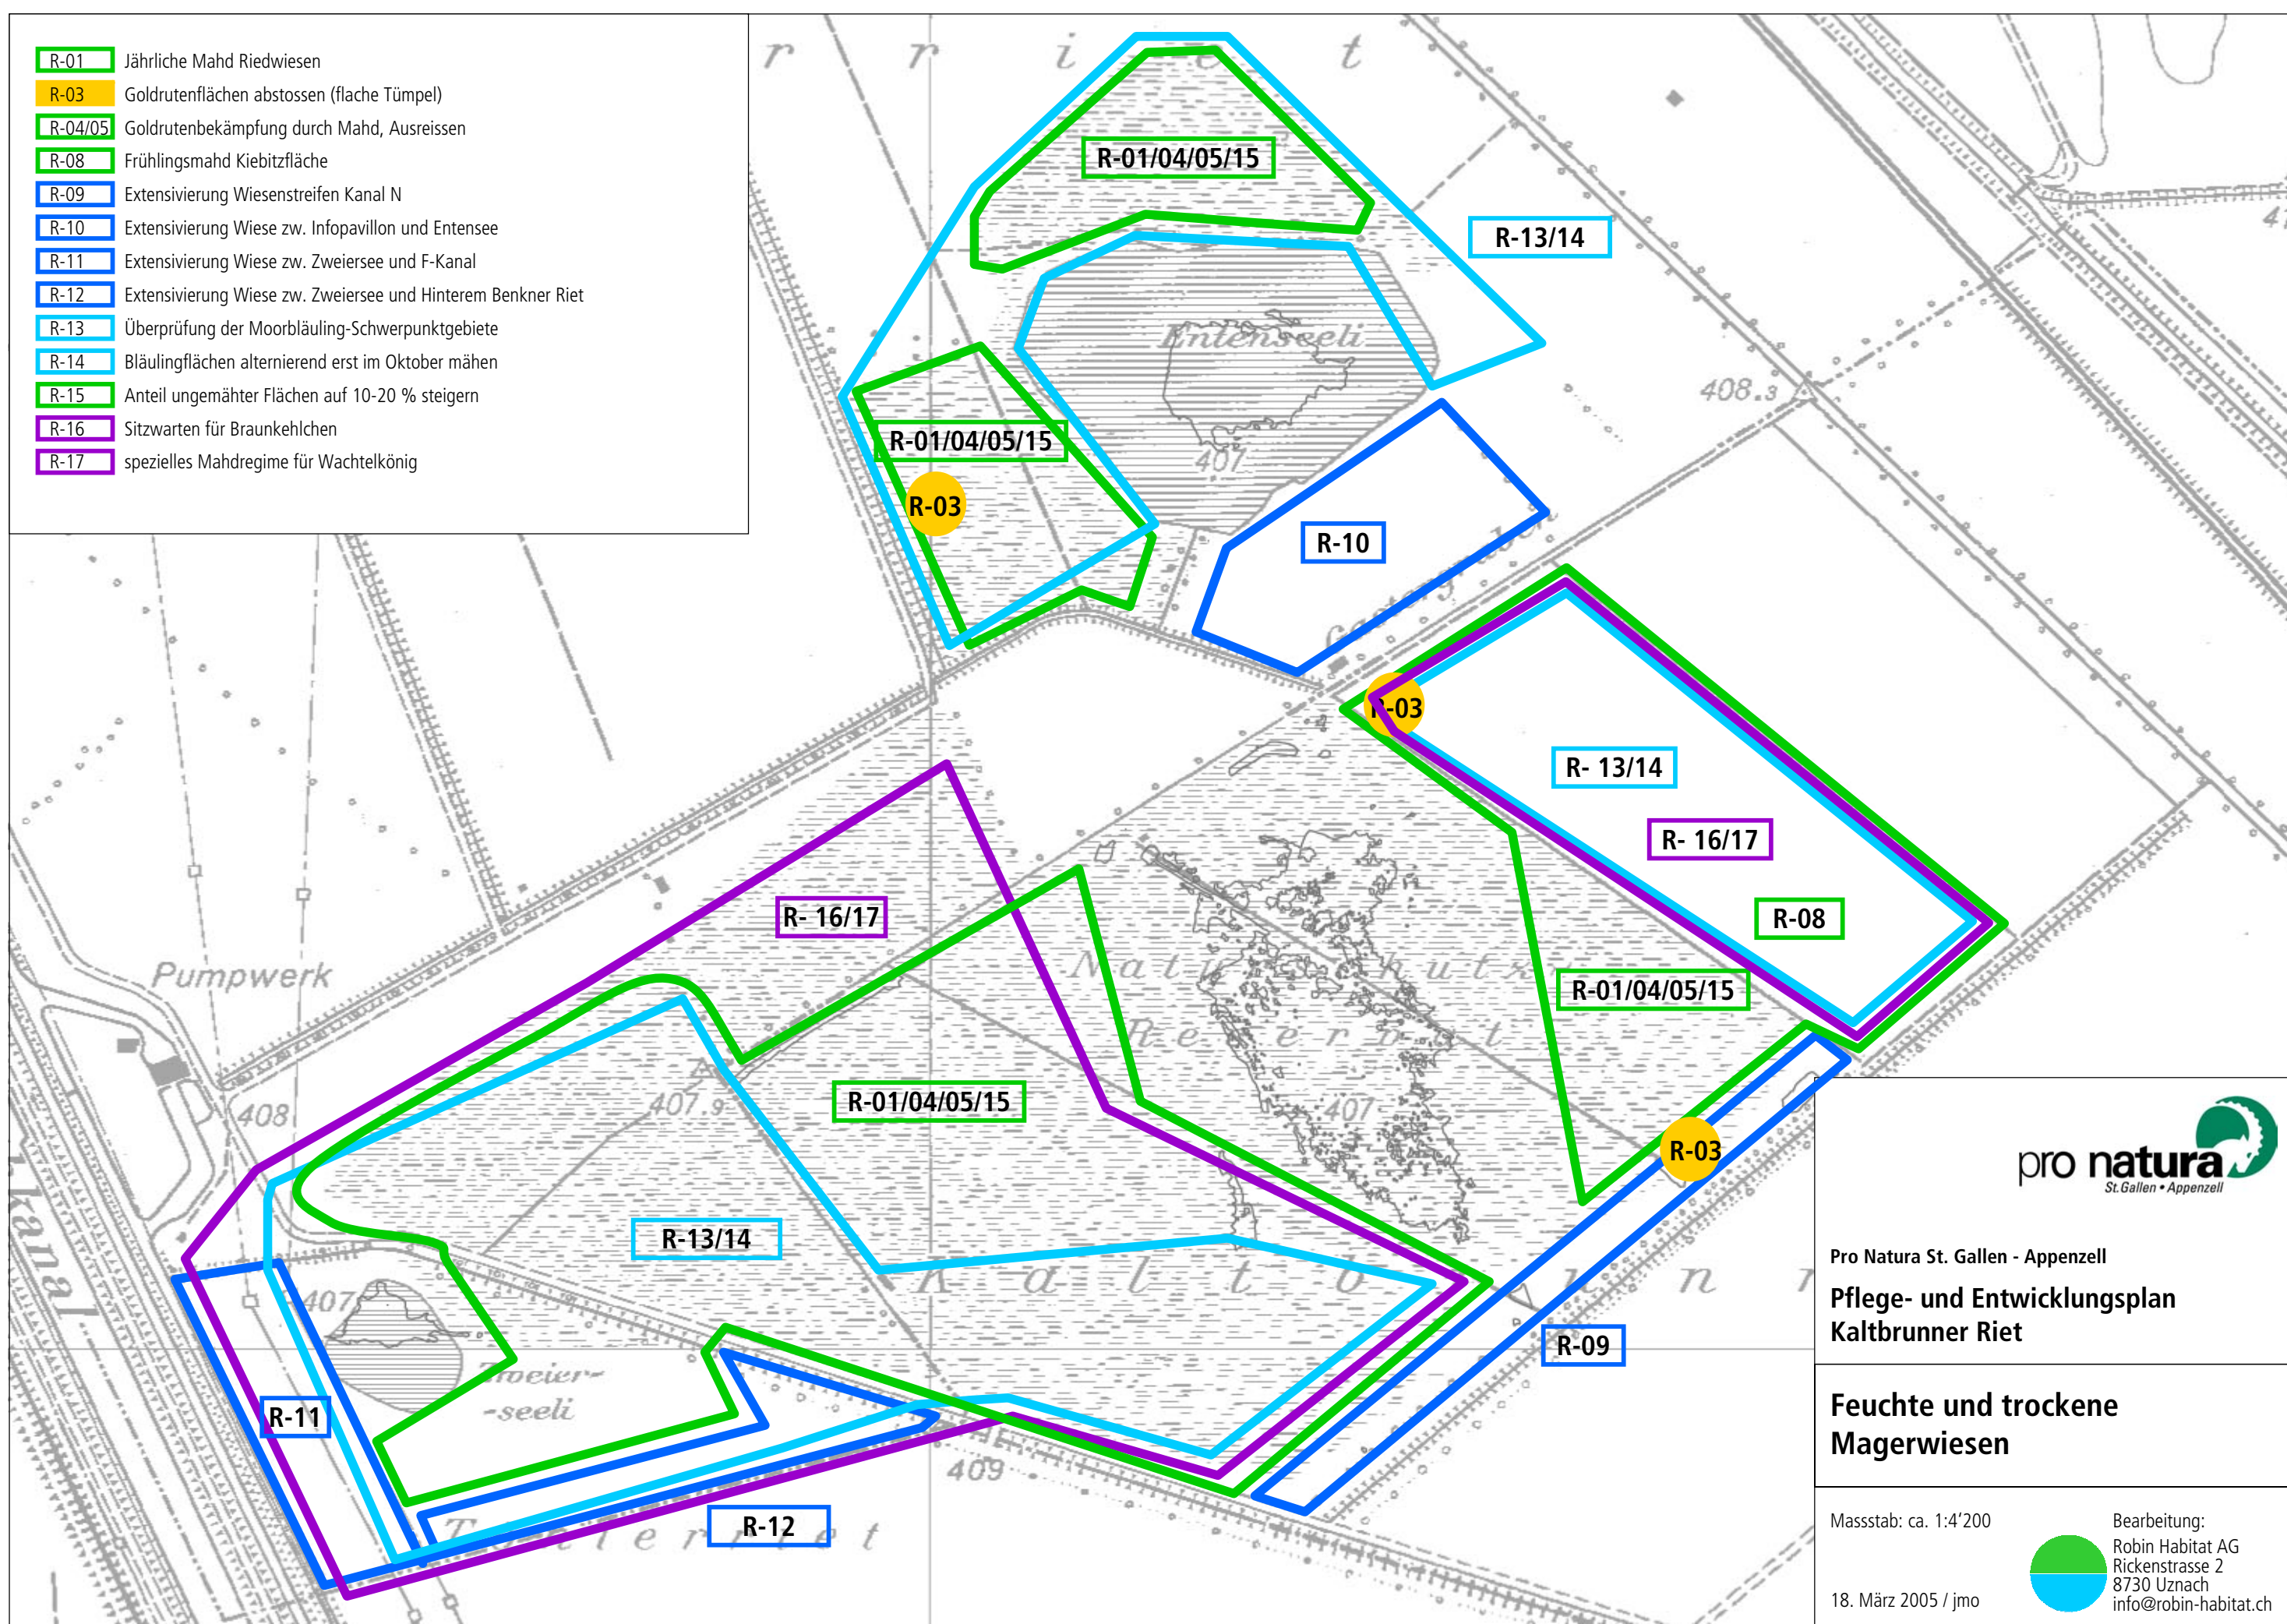 R-01 Jährliche Mahd Riedwiesen
R-03 Goldrutenflächen abstossen (flache Tümpel)
R-04/05 Goldrutenbekämpfung durch Mahd, Ausreissen
R-08 Frühlingsmahd Kiebitzfläche
R-09 Extensivierung Wiesenstreifen Kanal N
R-10 Extensivierung Wiese zw. Infopavillon und Entensee
R-11 Extensivierung Wiese zw. Zweiersee und F-Kanal
R-12 Extensivierung Wiese zw. Zweiersee und Hinterem Benkner Riet
R-13 Überprüfung der Moorbläuling-Schwerpunktgebiete
R-14 Bläulingflächen alternierend erst im Oktober mähen
R-15 Anteil ungemähter Flächen auf 10-20 % steigern
R-16 Sitzwarten für Braunkehlchen
R-17 spezielles Mahdregime für Wachtelkönig
r r i e t
R-01/04/05/15
R-13/14
Entenseeli
408.3
R-01/04/05/15
407
R-03
R-10
R-03
R- 13/14
R- 16/17
R-08
R- 16/17
Pumpwerk
R-01/04/05/15
407.9
R-01/04/05/15
407
408
R-03
R-13/14
K a l t b u n r
kanal
407
R-09
Zweier-
-seeli
R-11
409
R-12
pro natura
St.Gallen • Appenzell
Pro Natura St. Gallen - Appenzell
Pflege- und Entwicklungsplan
Kaltbrunner Riet
Feuchte und trockene
Magerwiesen
Massstab: ca. 1:4'200
18. März 2005 / jmo
Bearbeitung:
Robin Habitat AG
Rickenstrasse 2
8730 Uznach
info@robin-habitat.ch